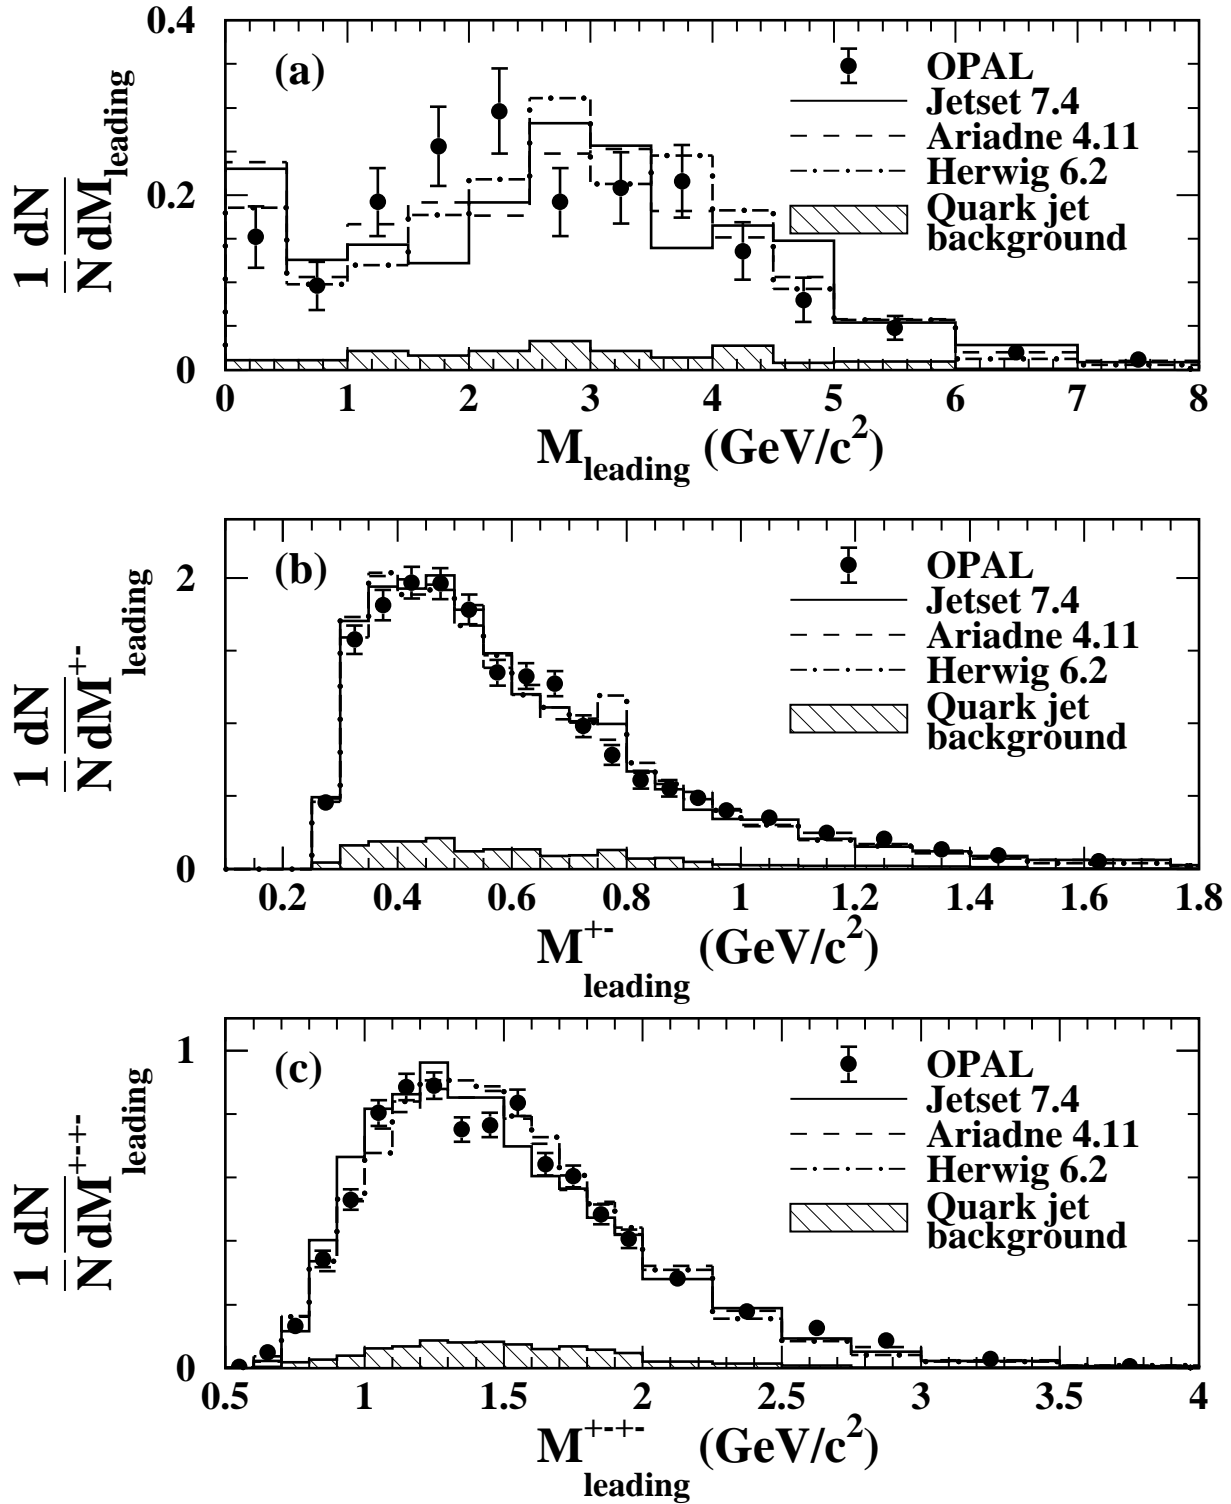 0.4
0.2
0
(a)
OPAL
Jetset 7.4
Ariadne 4.11
Herwig 6.2
Quark jet
background
1 dN
N dM leading
0 1 2 3 4 5 6 7 8
M leading (GeV/c²)
2
0
(b)
OPAL
Jetset 7.4
Ariadne 4.11
Herwig 6.2
Quark jet
background
1 dN
N dM +- leading
0.2 0.4 0.6 0.8 1 1.2 1.4 1.6 1.8
M +- leading (GeV/c²)
1
0
(c)
OPAL
Jetset 7.4
Ariadne 4.11
Herwig 6.2
Quark jet
background
1 dN
N dM +-+- leading
0.5 1 1.5 2 2.5 3 3.5 4
M +-+- leading (GeV/c²)